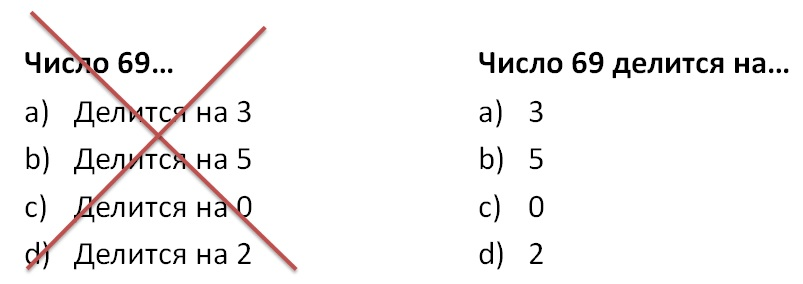 Число 69...
a) Делится на 3
b) Делится на 5
c) Делится на 0
d) Делится на 2
Число 69 делится на...
a) 3
b) 5
c) 0
d) 2